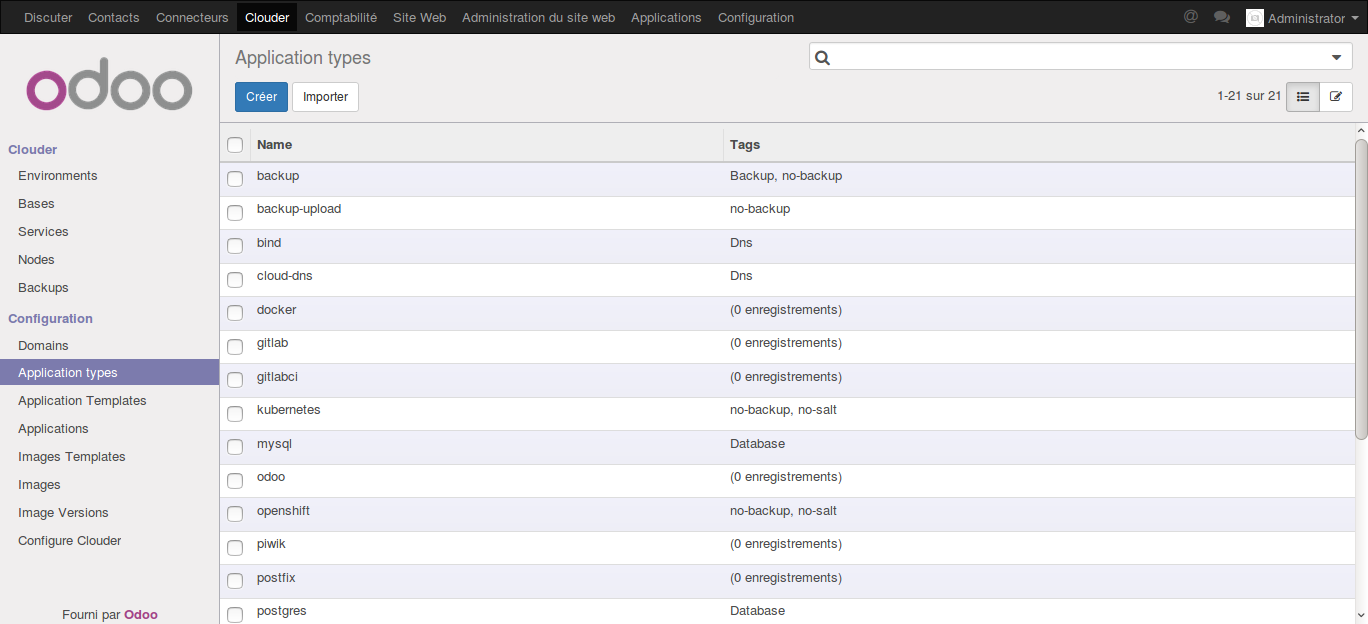 Discuter Contacts Connecteurs Clouder Comptabilité Site Web Administration du site web Applications Configuration @ Administrator
odoo
Clouder
Environments
Bases
Services
Nodes
Backups
Configuration
Domains
Application types
Application Templates
Applications
Images Templates
Images
Image Versions
Configure Clouder
Fourni par Odoo
Application types
Créer Importer 1-21 sur 21
Name Tags
backup Backup, no-backup
backup-upload no-backup
bind Dns
cloud-dns Dns
docker (0 enregistrements)
gitlab (0 enregistrements)
gitlabci (0 enregistrements)
kubernetes no-backup, no-salt
mysql Database
odoo (0 enregistrements)
openshift no-backup, no-salt
piwik (0 enregistrements)
postfix (0 enregistrements)
postgres Database